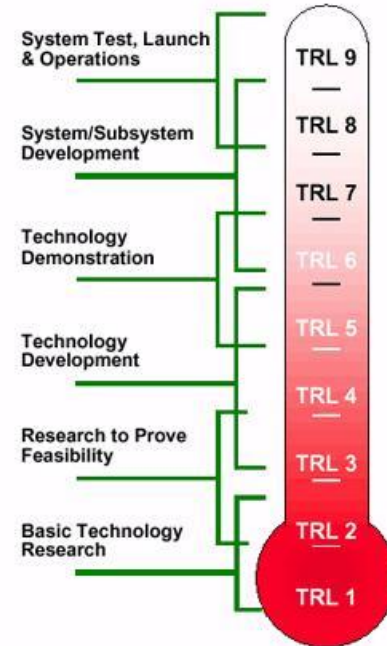 System Test, Launch
& Operations
System/Subsystem
Development
Technology
Demonstration
Technology
Development
Research to Prove
Feasibility
Basic Technology
Research
TRL 9
TRL 8
TRL 7
TRL 6
TRL 5
TRL 4
TRL 3
TRL 2
TRL 1